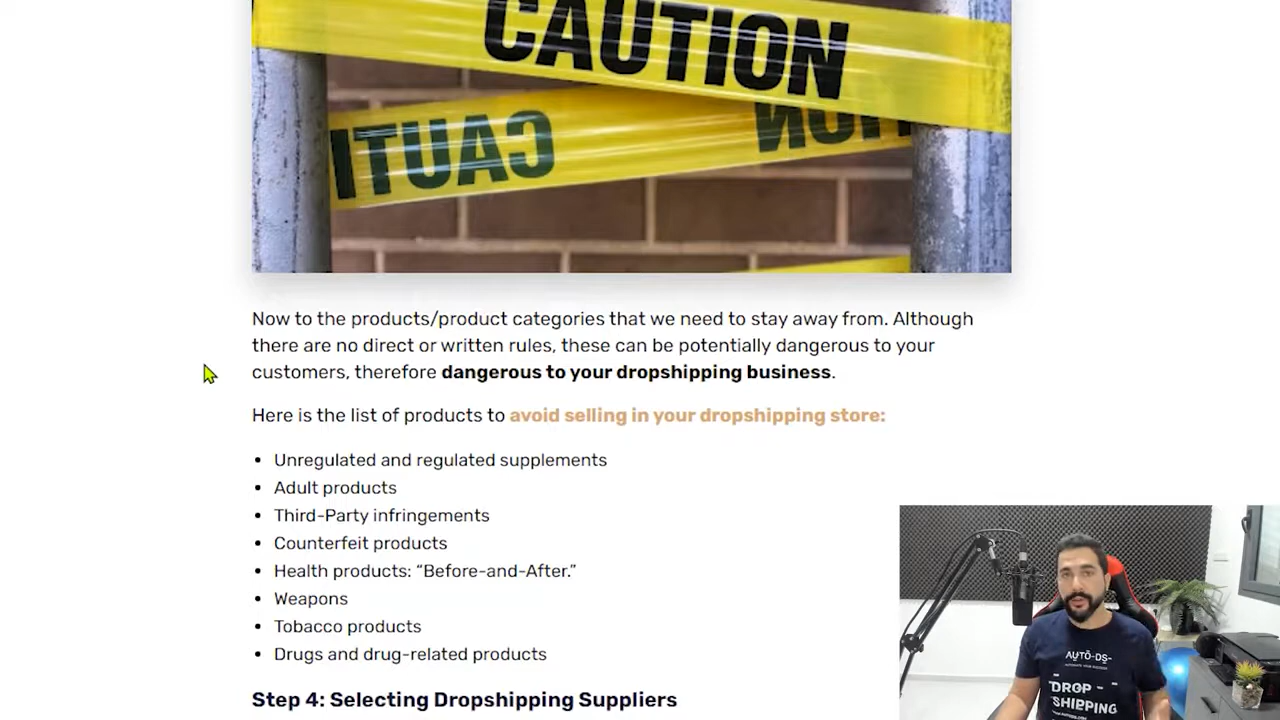 CAUTION
CAUTI
Now to the products/product categories that we need to stay away from. Although
there are no direct or written rules, these can be potentially dangerous to your
customers, therefore dangerous to your dropshipping business.
Here is the list of products to avoid selling in your dropshipping store:
• Unregulated and regulated supplements
• Adult products
• Third-Party infringements
• Counterfeit products
• Health products: “Before-and-After.”
• Weapons
• Tobacco products
• Drugs and drug-related products
Step 4: Selecting Dropshipping Suppliers
AUTO-DS-
DROP
SHIPPING